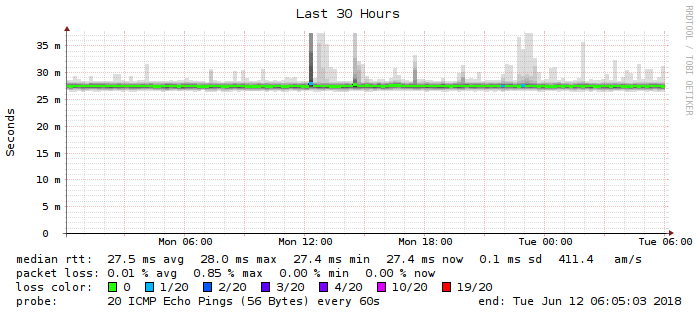 Last 30 Hours
RRDTOOL / TOBI OETIKER
Seconds
35 m
30 m
25 m
20 m
15 m
10 m
5 m
0
Mon 06:00 Mon 12:00 Mon 18:00 Tue 00:00 Tue 06:00
median rtt: 27.5 ms avg 28.0 ms max 27.4 ms min 27.4 ms now 0.1 ms sd 411.4 am/s
packet loss: 0.01 % avg 0.85 % max 0.00 % min 0.00 % now
loss color: 0 1/20 2/20 3/20 4/20 10/20 19/20
probe: 20 ICMP Echo Pings (56 Bytes) every 60s end: Tue Jun 12 06:05:03 2018